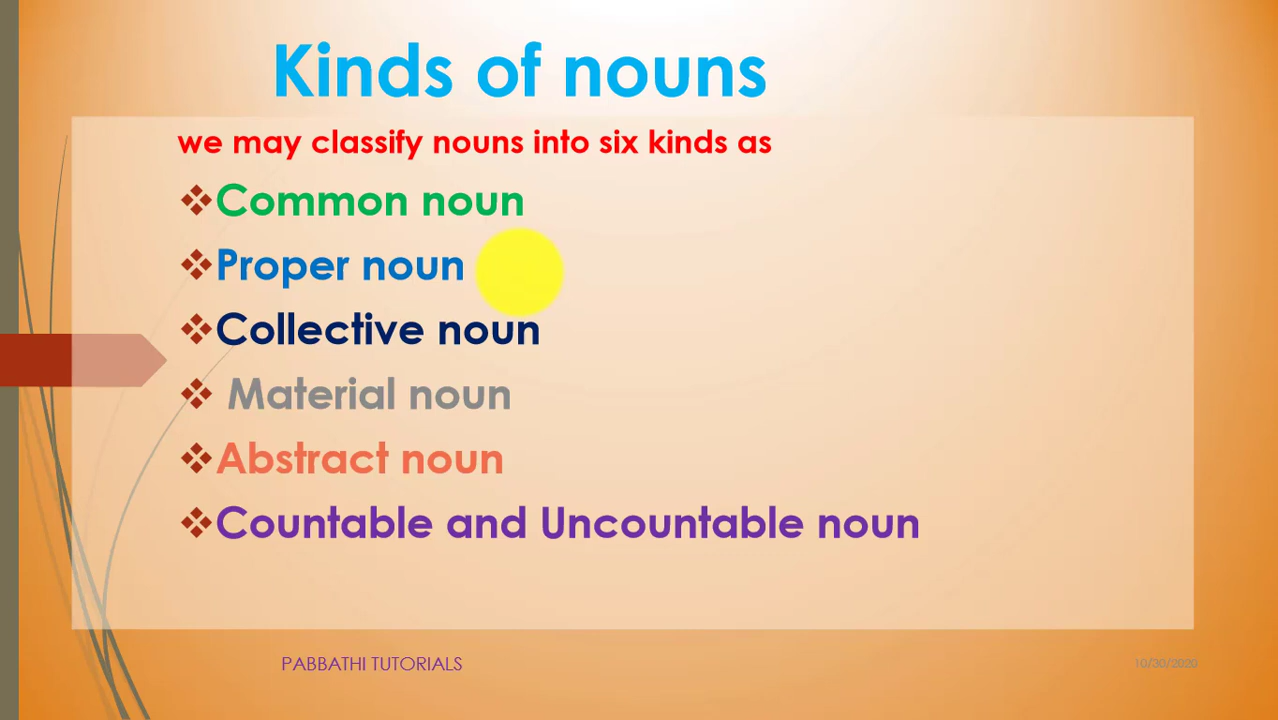 Kinds of nouns
we may classify nouns into six kinds as
Common noun
Proper noun
Collective noun
Material noun
Abstract noun
Countable and Uncountable noun
PABBATHI TUTORIALS
10/30/2020